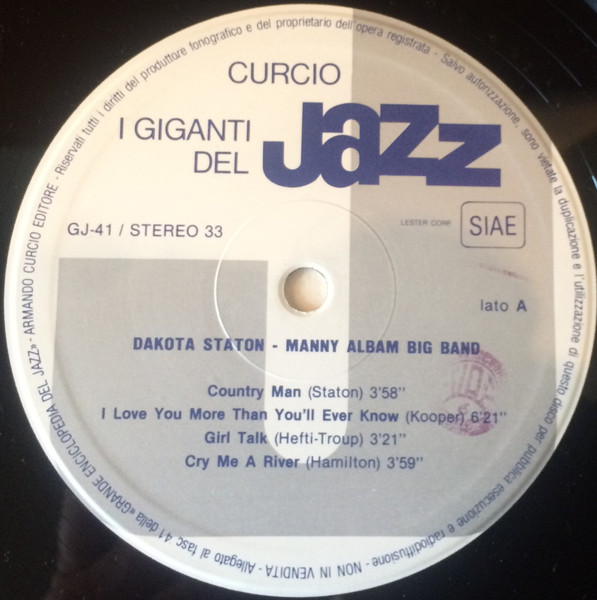 CURCIO
I GIGANTI
DEL
Jazz
GJ-41 / STEREO 33
LESTER CORP.
SIAE
lato A
DAKOTA STATON - MANNY ALBAM BIG BAND
Country Man (Staton) 3'58"
I Love You More Than You'll Ever Know (Kooper) 6'21"
Girl Talk (Hefti-Troup) 3'21"
Cry Me A River (Hamilton) 3'59"
Allegato al fasc 41 della «GRANDE ENCICLOPEDIA DEL JAZZ» - ARMANDO CURCIO EDITORE - Riservati tutti i diritti del produttore fonografico e del proprietario dell'opera registrata - Salvo autorizzazione, sono vietate la duplicazione e l'utilizzazione di questo disco per pubblica esecuzione e radiodiffusione - NON IN VENDITA -